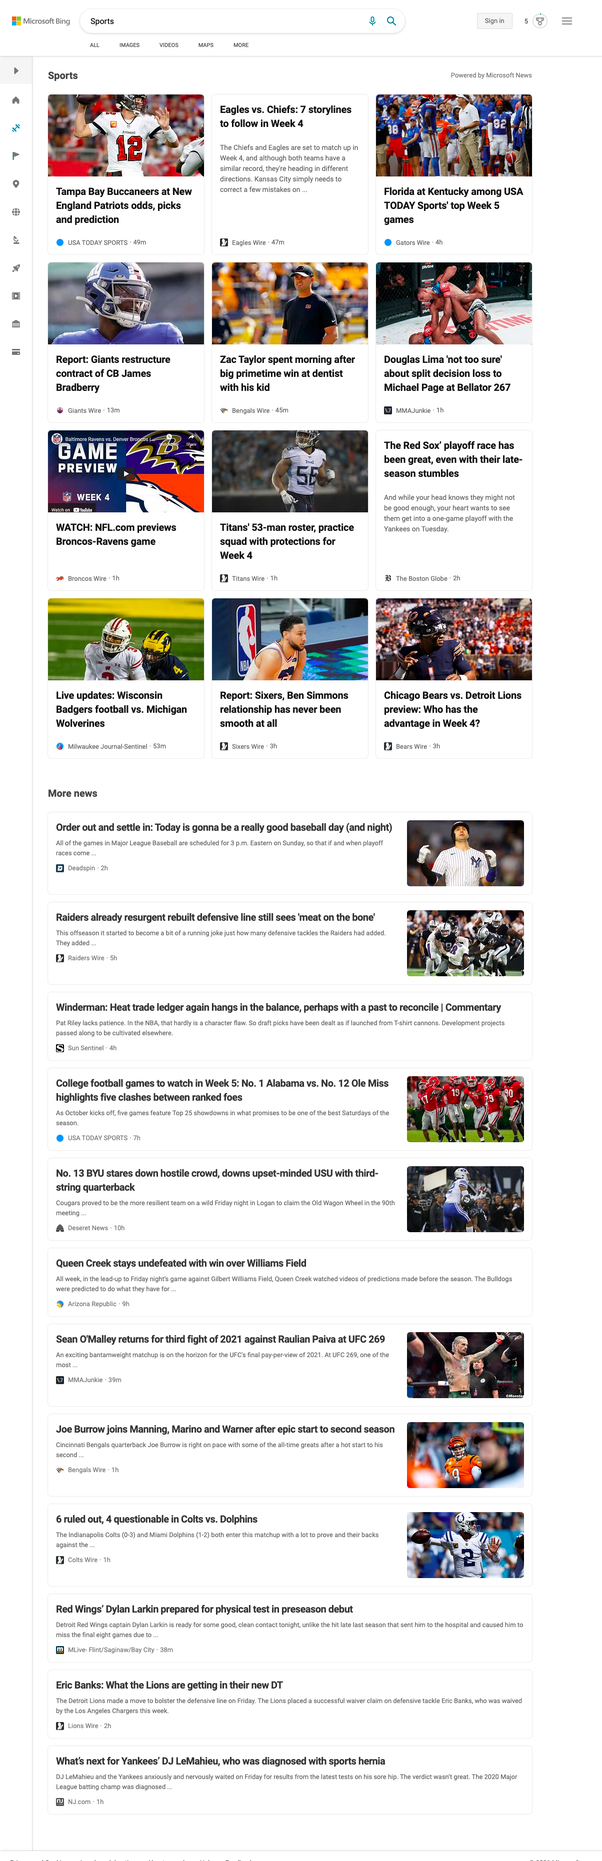 Microsoft Bing
Sports
Sign in
5
ALL
IMAGES
VIDEOS
MAPS
MORE
Sports
Powered by Microsoft News
Tampa Bay Buccaneers at New
England Patriots odds, picks
and prediction
USA TODAY SPORTS · 49m
Eagles vs. Chiefs: 7 storylines
to follow in Week 4
The Chiefs and Eagles are set to match up in
Week 4, and although both teams have a
similar record, they're heading in different
directions. Kansas City simply needs to
correct a few mistakes on ...
Eagles Wire · 47m
Florida at Kentucky among USA
TODAY Sports' top Week 5
games
Gators Wire · 4h
Report: Giants restructure
contract of CB James
Bradberry
Giants Wire · 13m
Zac Taylor spent morning after
big primetime win at dentist
with his kid
Bengals Wire · 45m
Douglas Lima 'not too sure'
about split decision loss to
Michael Page at Bellator 267
MMAJunkie · 1h
Baltimore Ravens vs. Denver Broncos
GAME
PREVIEW
WEEK 4
Watch on YouTube
WATCH: NFL.com previews
Broncos-Ravens game
Broncos Wire · 1h
Titans' 53-man roster, practice
squad with protections for
Week 4
Titans Wire · 1h
The Red Sox' playoff race has
been great, even with their late-
season stumbles
And while your head knows they might not
be good enough, your heart wants to see
them get into a one-game playoff with the
Yankees on Tuesday.
The Boston Globe · 2h
Live updates: Wisconsin
Badgers football vs. Michigan
Wolverines
Milwaukee Journal-Sentinel · 53m
Report: Sixers, Ben Simmons
relationship has never been
smooth at all
Sixers Wire · 3h
Chicago Bears vs. Detroit Lions
preview: Who has the
advantage in Week 4?
Bears Wire · 3h
More news
Order out and settle in: Today is gonna be a really good baseball day (and night)
All of the games in Major League Baseball are scheduled for 3 p.m. Eastern on Sunday, so that if and when playoff
races come ...
Deadspin · 2h
Raiders already resurgent rebuilt defensive line still sees 'meat on the bone'
This offseason it started to become a bit of a running joke just how many defensive tackles the Raiders had added.
They added ...
Raiders Wire · 5h
Winderman: Heat trade ledger again hangs in the balance, perhaps with a past to reconcile | Commentary
Pat Riley lacks patience. In the NBA, that hardly is a character flaw. So draft picks have been dealt as if launched from T-shirt cannons. Development projects
passed along to be cultivated elsewhere.
Sun Sentinel · 4h
College football games to watch in Week 5: No. 1 Alabama vs. No. 12 Ole Miss
highlights five clashes between ranked foes
As October kicks off, five games feature Top 25 showdowns in what promises to be one of the best Saturdays of the
season.
USA TODAY SPORTS · 7h
No. 13 BYU stares down hostile crowd, downs upset-minded USU with third-
string quarterback
Cougars proved to be the more resilient team on a wild Friday night in Logan to claim the Old Wagon Wheel in the 90th
meeting ...
Deseret News · 10h
Queen Creek stays undefeated with win over Williams Field
All week, in the lead-up to Friday night's game against Gilbert Williams Field, Queen Creek watched videos of predictions made before the season. The Bulldogs
were predicted to do what they have for ...
Arizona Republic · 9h
Sean O'Malley returns for third fight of 2021 against Raulian Paiva at UFC 269
An exciting bantamweight matchup is on the horizon for the UFC's final pay-per-view of 2021. At UFC 269, one of the
most ...
MMAJunkie · 39m
Joe Burrow joins Manning, Marino and Warner after epic start to second season
Cincinnati Bengals quarterback Joe Burrow is right on pace with some of the all-time greats after a hot start to his
second ...
Bengals Wire · 1h
6 ruled out, 4 questionable in Colts vs. Dolphins
The Indianapolis Colts (0-3) and Miami Dolphins (1-2) both enter this matchup with a lot to prove and their backs
against the ...
Colts Wire · 1h
Red Wings' Dylan Larkin prepared for physical test in preseason debut
Detroit Red Wings captain Dylan Larkin is ready for some good, clean contact tonight, unlike the hit late last season that sent him to the hospital and caused him to
miss the final eight games due to ...
MLive- Flint/Saginaw/Bay City · 38m
Eric Banks: What the Lions are getting in their new DT
The Detroit Lions made a move to bolster the defensive line on Friday. The Lions placed a successful waiver claim on defensive tackle Eric Banks, who was waived
by the Los Angeles Chargers this week.
Lions Wire · 2h
What's next for Yankees' DJ LeMahieu, who was diagnosed with sports hernia
DJ LeMahieu and the Yankees anxiously and nervously waited on Friday for results from the latest tests on his sore hip. The verdict wasn't great. The 2020 Major
League batting champ was diagnosed ...
NJ.com · 1h